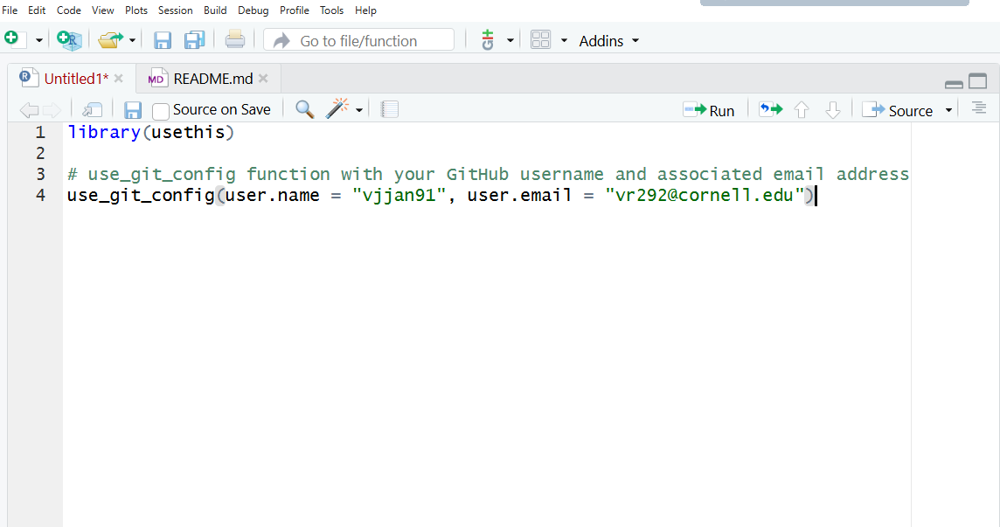 File Edit Code View Plots Session Build Debug Profile Tools Help
Go to file/function Addins
Untitled1* README.md
Source on Save Run Source
1 library(usethis)
2
3 # use_git_config function with your GitHub username and associated email address
4 use_git_config(user.name = "vjjan91", user.email = "vr292@cornell.edu")